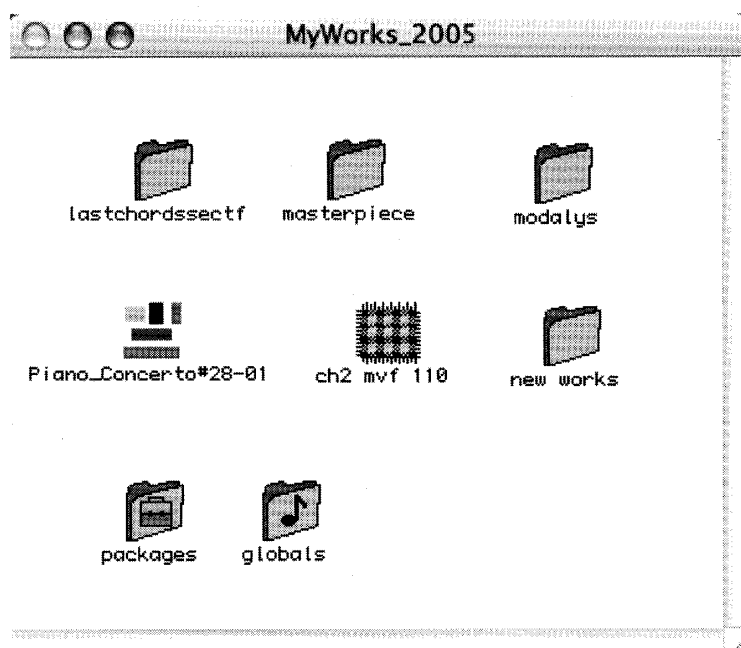 MyWorks_2005
lastchordssectf masterpiece modalys
Piano_Concerto#28-01 ch2 mvf 110 new works
packages globals